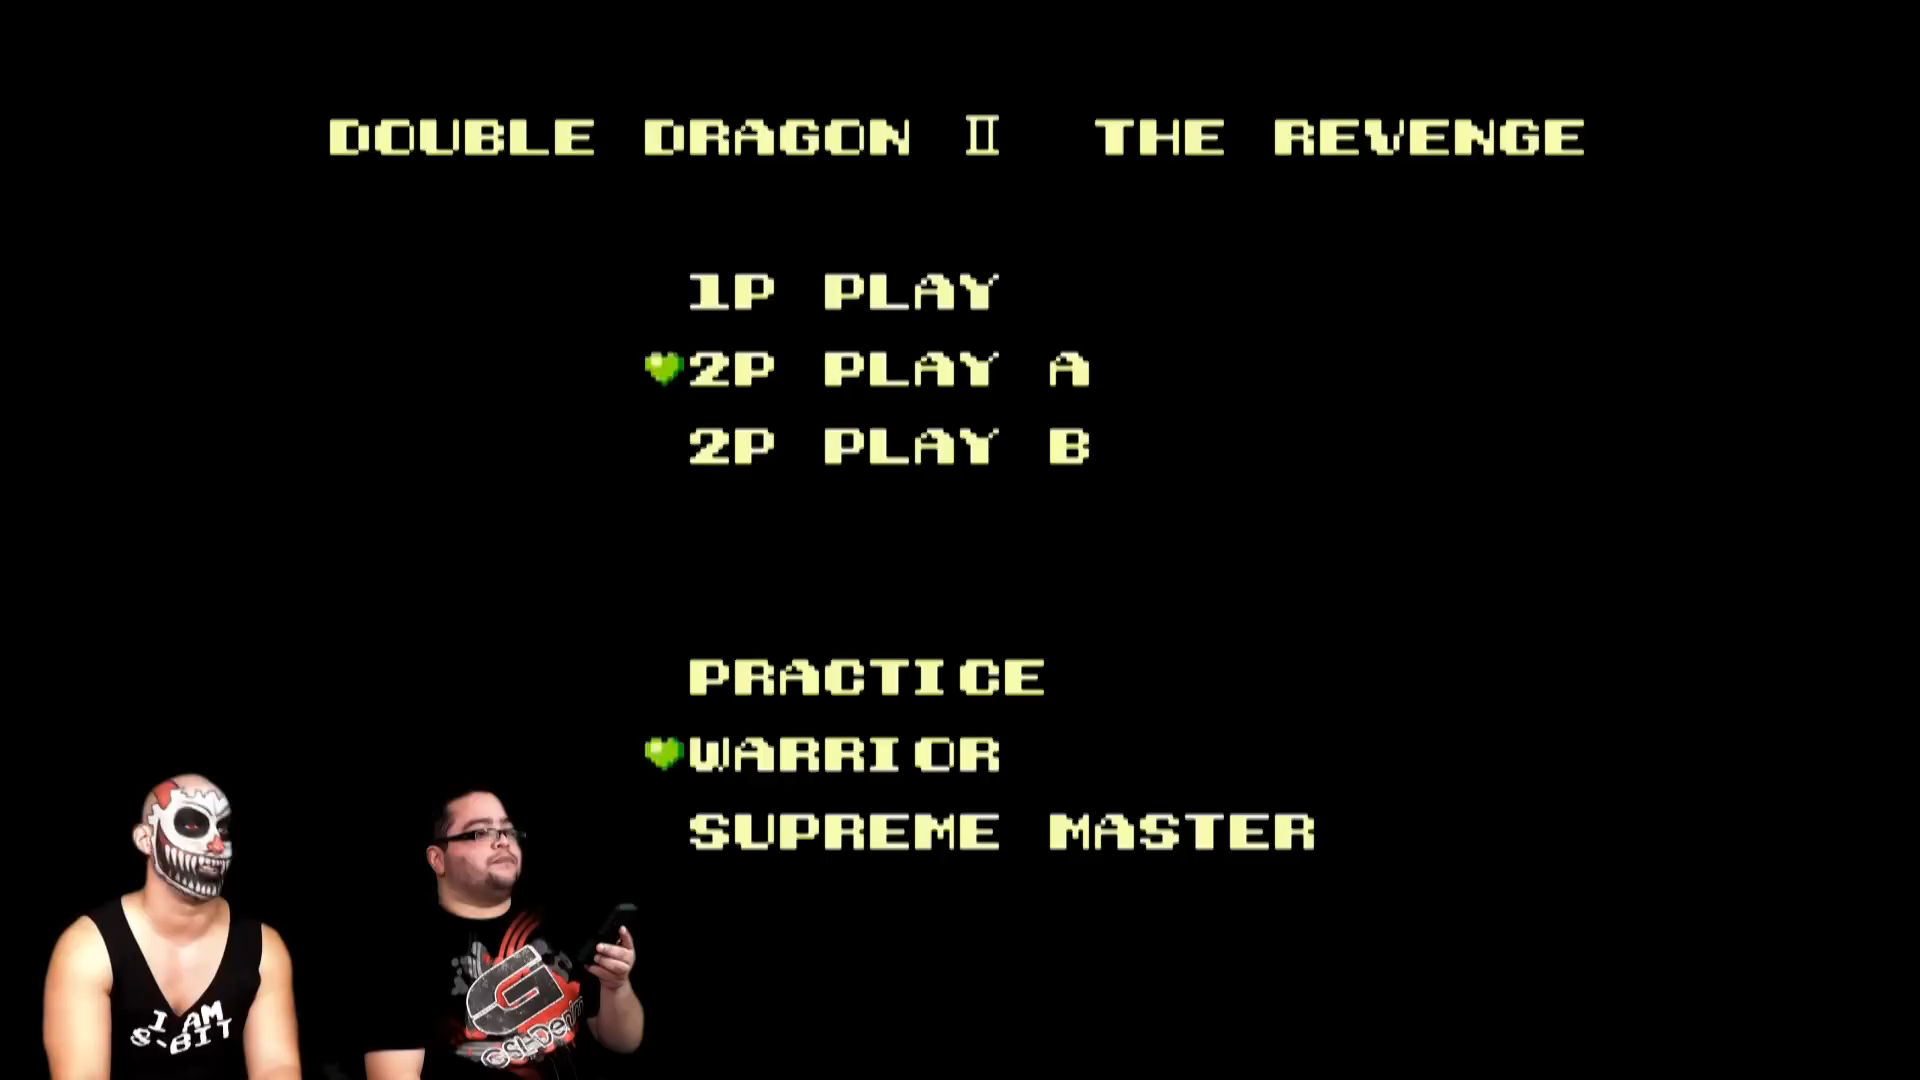 DOUBLE DRAGON II THE REVENGE
1P PLAY
2P PLAY A
2P PLAY B
PRACTICE
WARRIOR
SUPREME MASTER
I AM
8-BIT
G